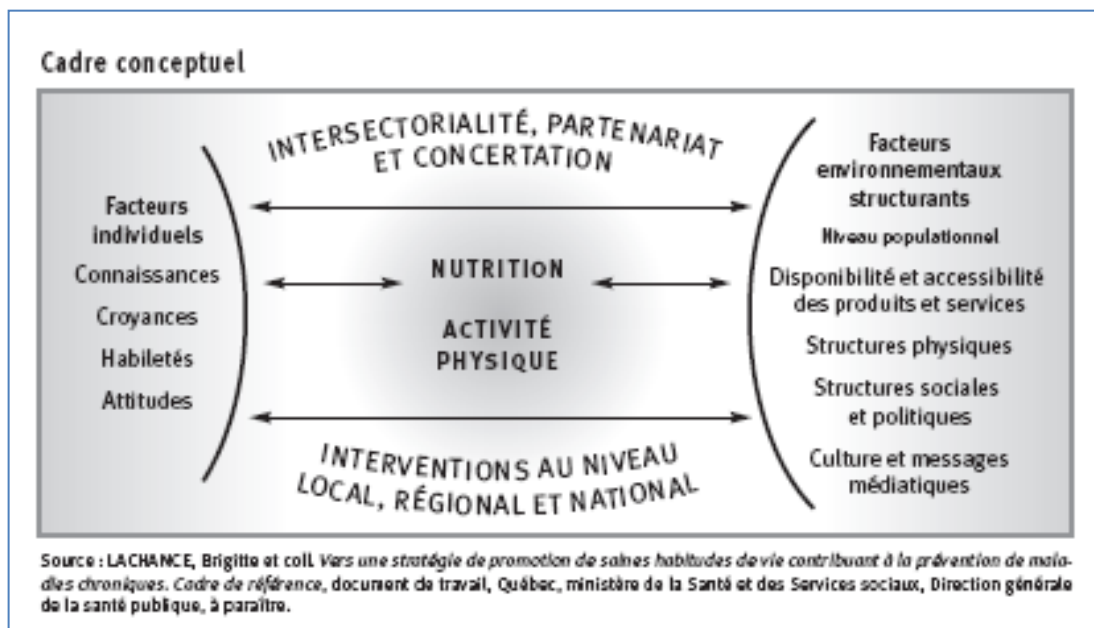 Cadre conceptuel
INTERSECTORIALITÉ, PARTENARIAT
ET CONCERTATION
Facteurs
individuels
Connaissances
Croyances
Habiletés
Attitudes
NUTRITION
ACTIVITÉ
PHYSIQUE
Facteurs
environnementaux
structurants
Niveau populationnel
Disponibilité et accessibilité
des produits et services
Structures physiques
Structures sociales
et politiques
Culture et messages
médiatiques
INTERVENTIONS AU NIVEAU
LOCAL, RÉGIONAL ET NATIONAL
Source : LACHANCE, Brigitte et coll. Vers une stratégie de promotion de saines habitudes de vie contribuant à la prévention de mala-
dies chroniques. Cadre de référence, document de travail, Québec, ministère de la Santé et des Services sociaux, Direction générale
de la santé publique, à paraître.